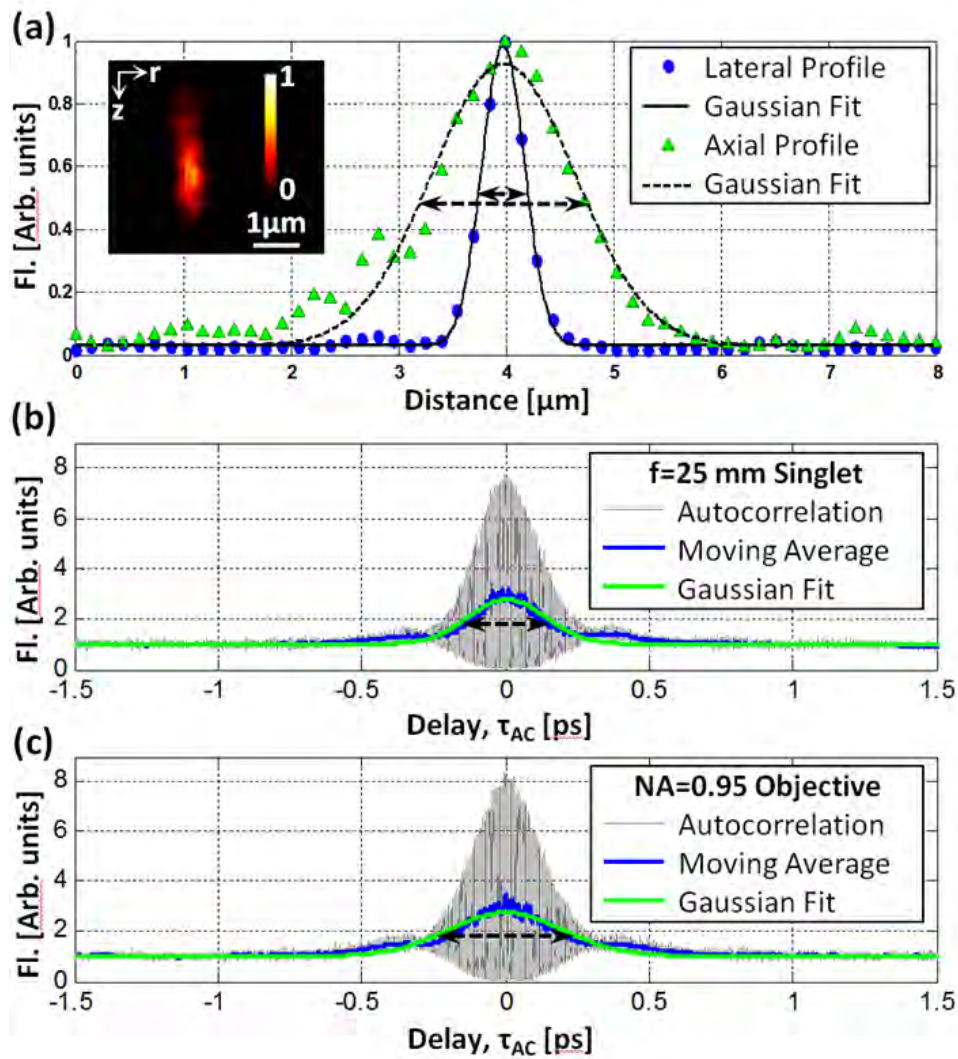 (a)
1
0.8
0.6
0.4
0.2
0
Fl. [Arb. units]
r
z
1
0
1µm
Lateral Profile
Gaussian Fit
Axial Profile
Gaussian Fit
0 1 2 3 4 5 6 7 8
Distance [µm]
(b)
8
6
4
2
0
Fl. [Arb. units]
f=25 mm Singlet
Autocorrelation
Moving Average
Gaussian Fit
-1.5 -1 -0.5 0 0.5 1 1.5
Delay, τAC [ps]
(c)
8
6
4
2
0
Fl. [Arb. units]
NA=0.95 Objective
Autocorrelation
Moving Average
Gaussian Fit
-1.5 -1 -0.5 0 0.5 1 1.5
Delay, τAC [ps]